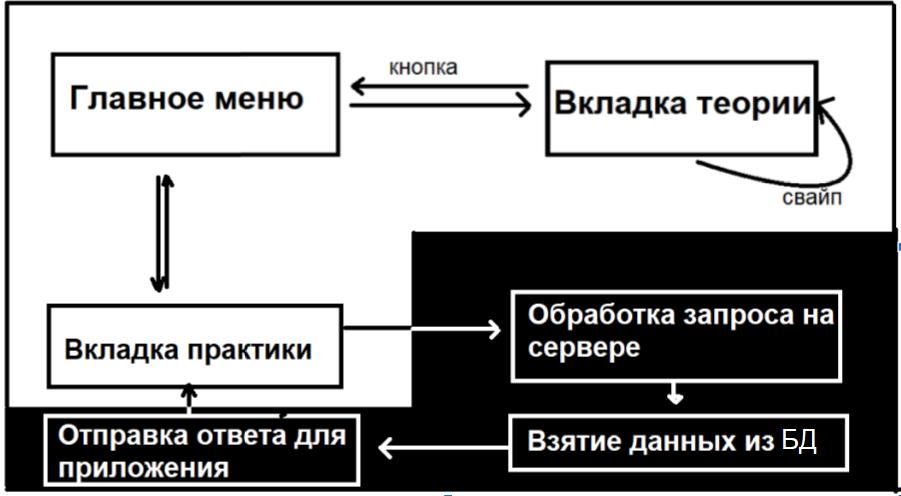 кнопка
Главное меню
Вкладка теории
свайп
Вкладка практики
Обработка запроса на
сервере
Отправка ответа для
приложения
Взятие данных из БД